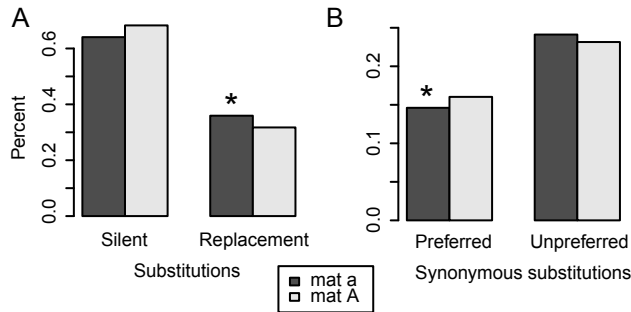 A
B
Percent
0.0
0.2
0.4
0.6
*
Silent
Replacement
Substitutions
0.0
0.1
0.2
*
Preferred
Unpreferred
Synonymous substitutions
mat a
mat A